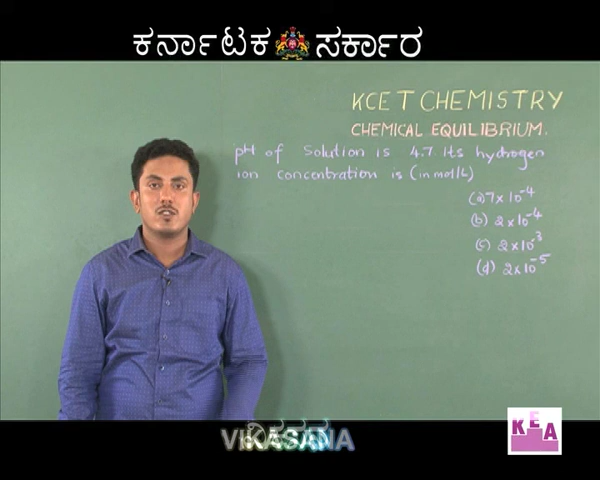 ಕರ್ನಾಟಕ ಸರ್ಕಾರ
KCET CHEMISTRY
CHEMICAL EQUILIBRIUM.
pH of Solution is 4.7 Its hydrogen
ion concentration is (in mol/L)
(a) 7 x 10⁻⁴
(b) 2 x 10⁻⁴
(c) 2 x 10⁻³
(d) 2 x 10⁻⁵
KEA